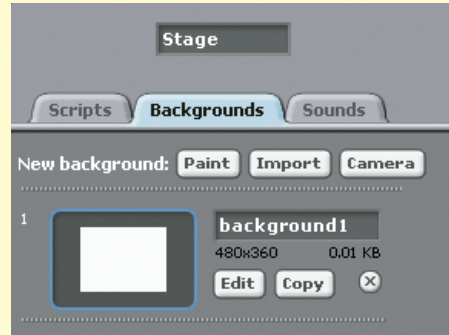 Stage
Scripts Backgrounds Sounds
New background: Paint Import Camera
1
background1
480x360 0.01 KB
Edit Copy